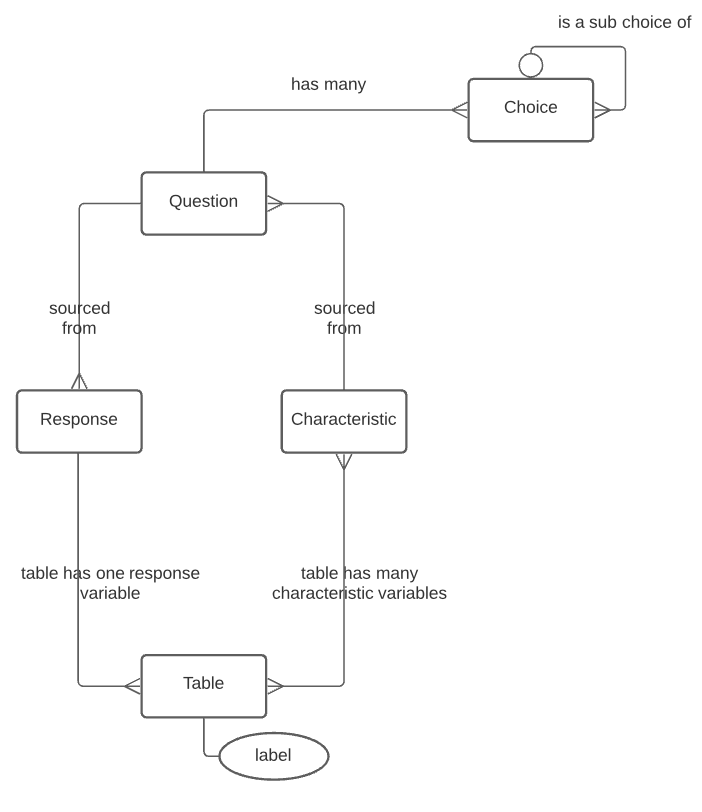 is a sub choice of
has many
Choice
Question
sourced
from
sourced
from
Response
Characteristic
table has one response
variable
table has many
characteristic variables
Table
label